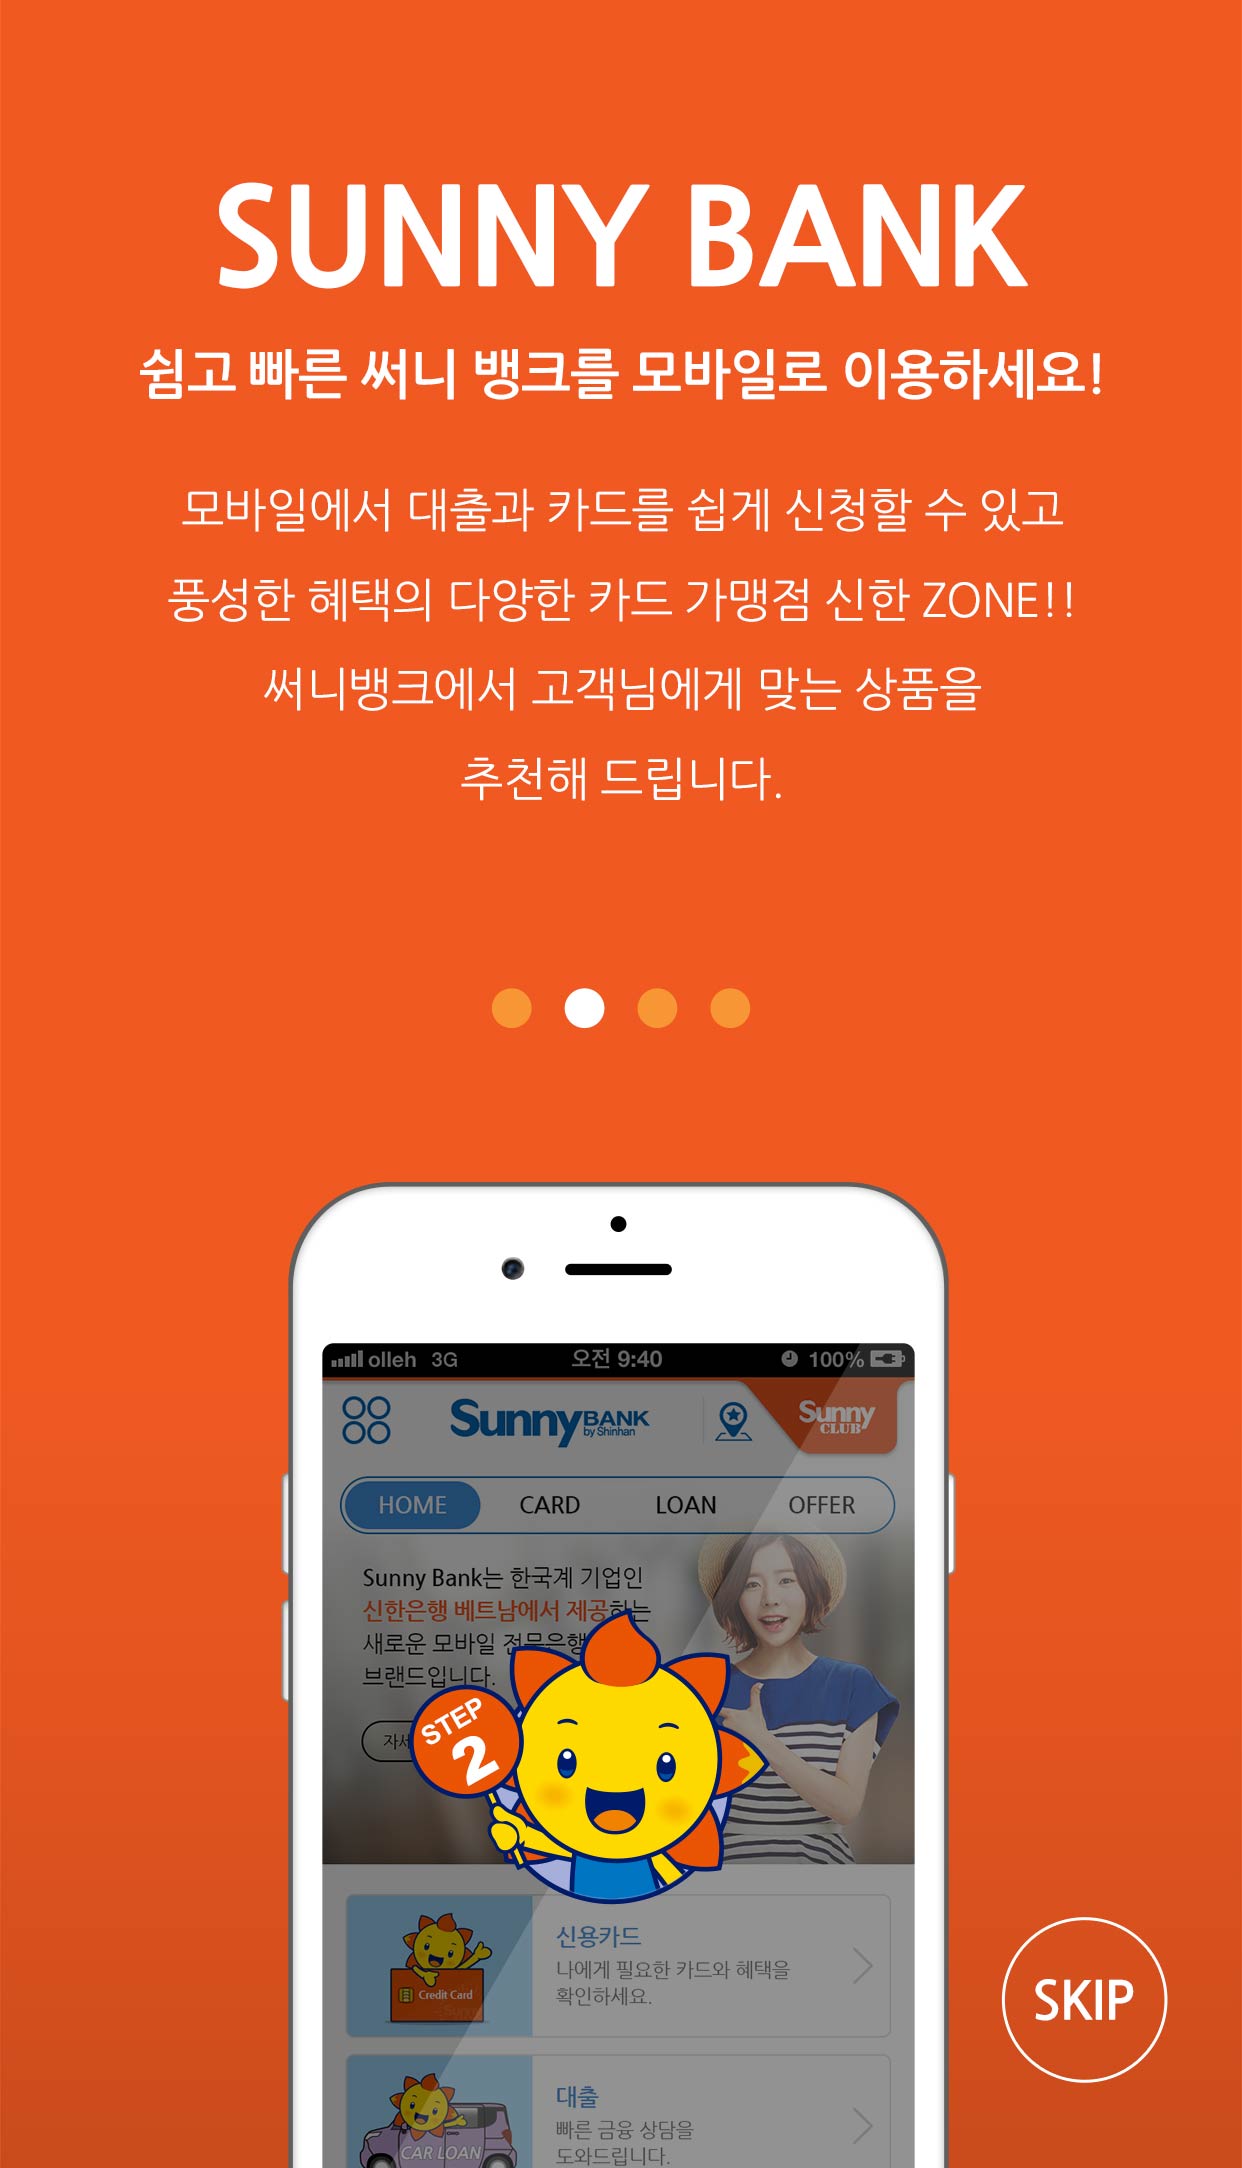 SUNNY BANK
쉽고 빠른 써니 뱅크를 모바일로 이용하세요!
모바일에서 대출과 카드를 쉽게 신청할 수 있고
풍성한 혜택의 다양한 카드 가맹점 신한 ZONE!!
써니뱅크에서 고객님에게 맞는 상품을
추천해 드립니다.
olleh 3G 오전 9:40 100%
Sunny BANK by Shinhan
Sunny CLUB
HOME CARD LOAN OFFER
Sunny Bank는 한국계 기업인
신한은행 베트남에서 제공하는
새로운 모바일 전문은행
브랜드입니다.
자세
STEP
2
Credit Card
신용카드
나에게 필요한 카드와 혜택을
확인하세요.
SKIP
CAR LOAN
대출
빠른 금융 상담을
도와드립니다.